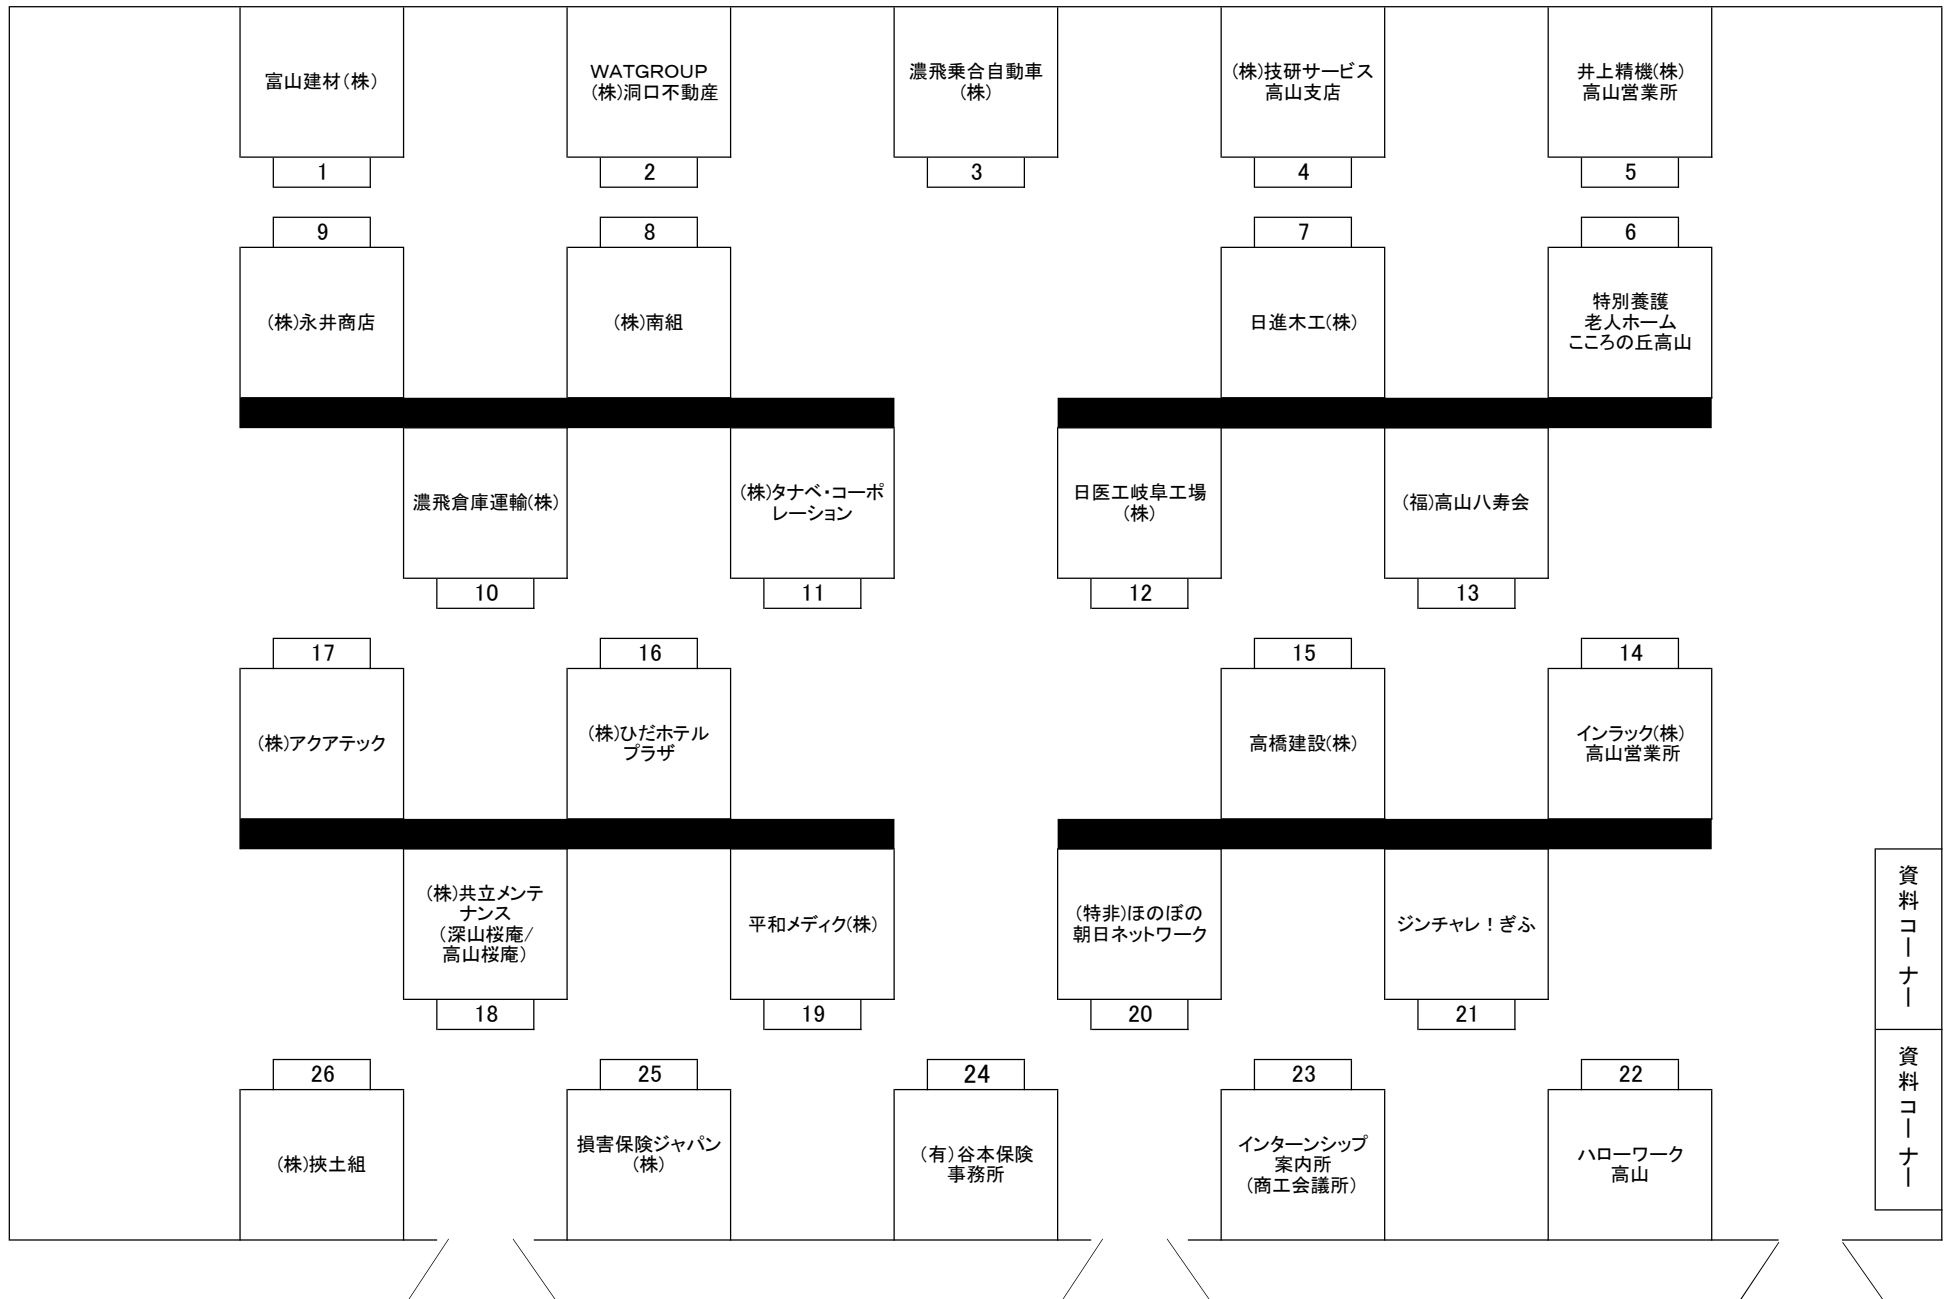 富山建材(株)
WATGROUP
(株)洞口不動産
濃飛乗合自動車
(株)
(株)技研サービス
高山支店
井上精機(株)
高山営業所
1
2
3
4
5
9
8
7
6
(株)永井商店
(株)南組
日進木工(株)
特別養護
老人ホーム
こころの丘高山
濃飛倉庫運輸(株)
(株)タナベ・コーポ
レーション
日医工岐阜工場
(株)
(福)高山八寿会
10
11
12
13
17
16
15
14
(株)アクアテック
(株)ひだホテル
プラザ
高橋建設(株)
インラック(株)
高山営業所
(株)共立メンテ
ナンス
(深山桜庵/
高山桜庵)
平和メディク(株)
(特非)ほのぼの
朝日ネットワーク
ジンチャレ！ぎふ
資料コーナー
18
19
20
21
26
25
24
23
22
資料コーナー
(株)挾土組
損害保険ジャパン
(株)
(有)谷本保険
事務所
インターンシップ
案内所
(商工会議所)
ハローワーク
高山